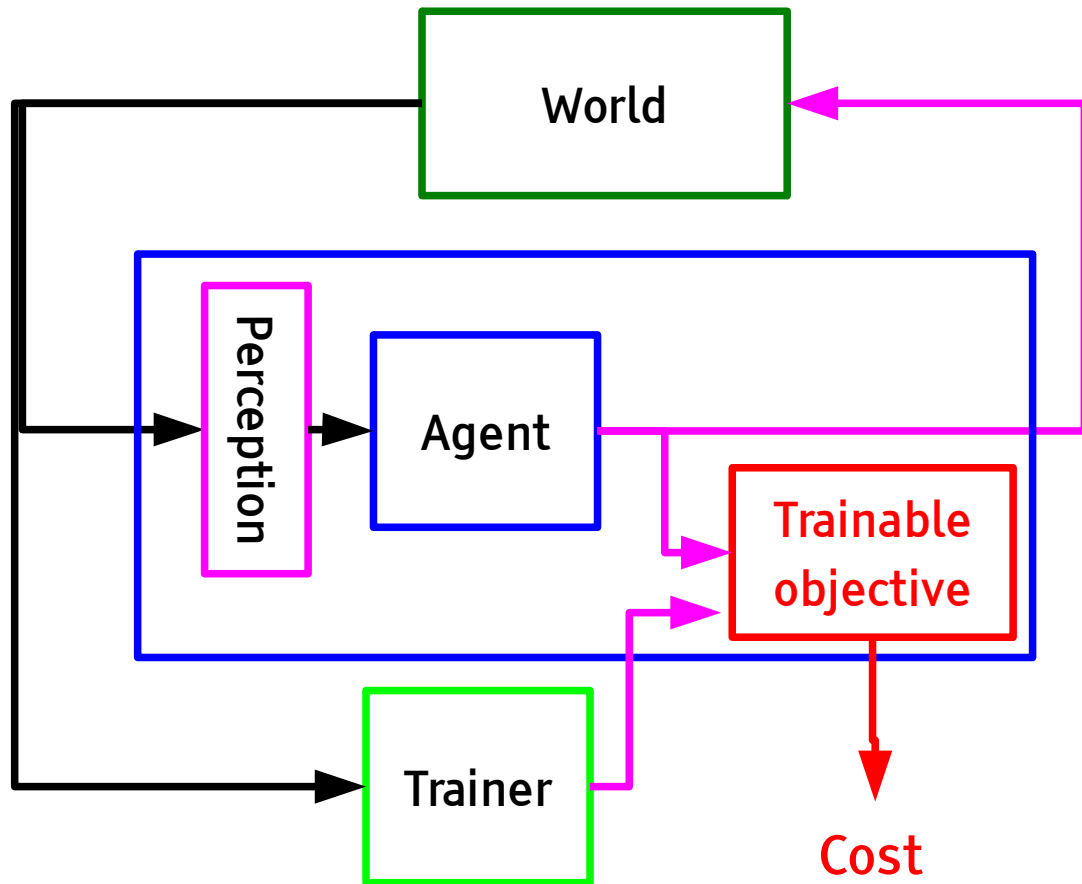 World
Perception
Agent
Trainable
objective
Trainer
Cost